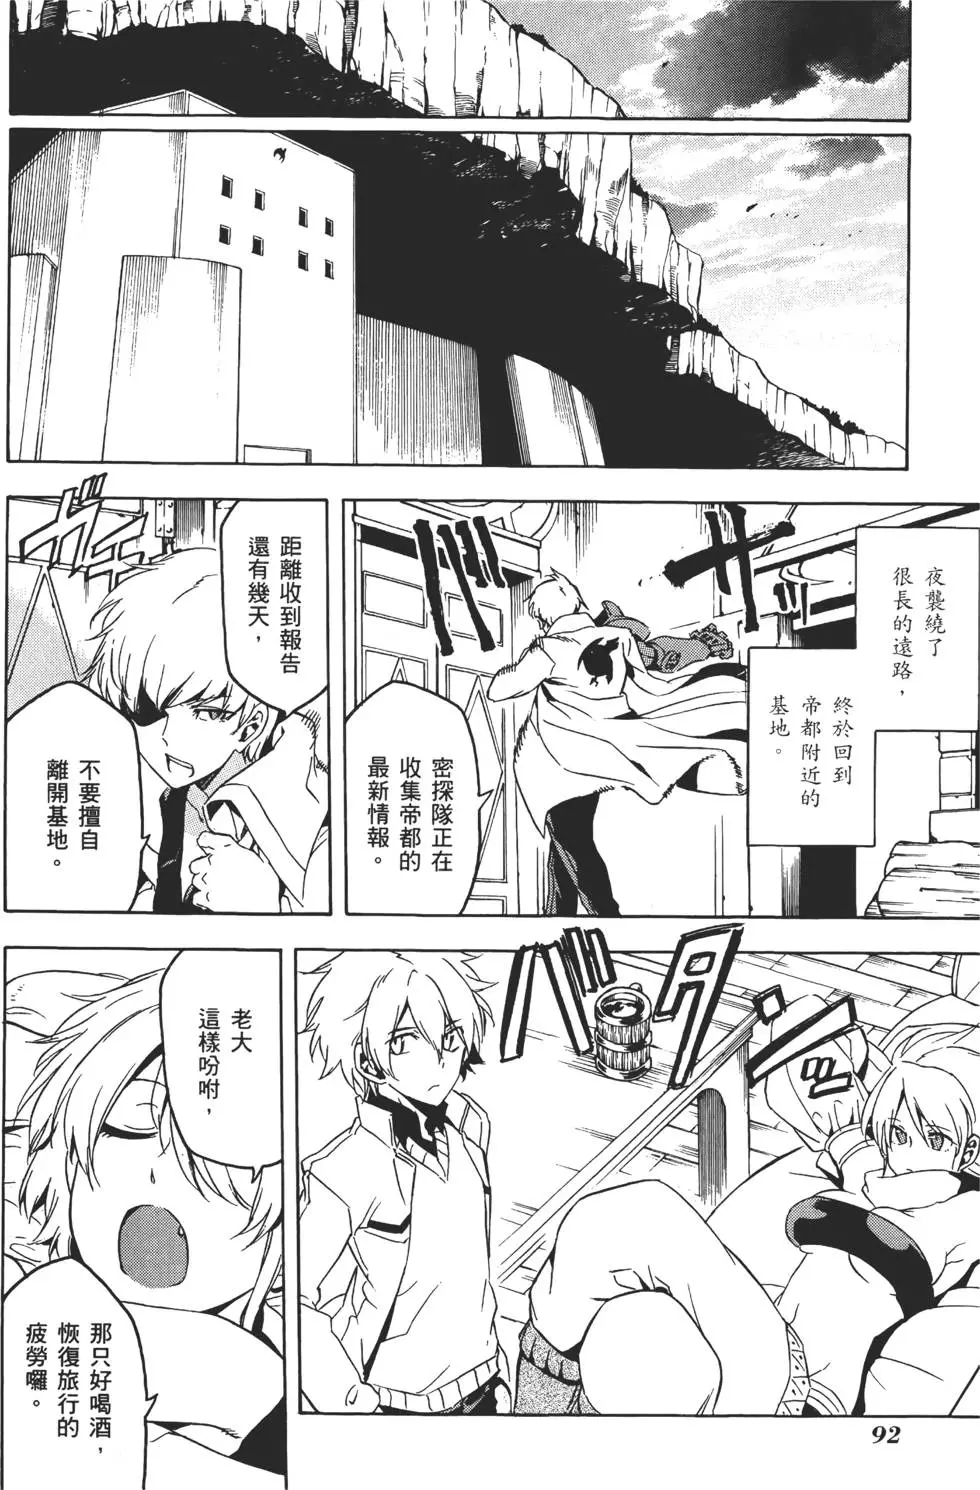 夜襲繞了
很長的遠路，
終於回到
帝都附近的
基地。
バサッ
密探隊正在
收集帝都的
最新情報。
距離收到報告
還有幾天，
不要擅自
離開基地。
老大
這樣吩咐，
那只好喝酒，
恢復旅行的
疲勞囉。
92